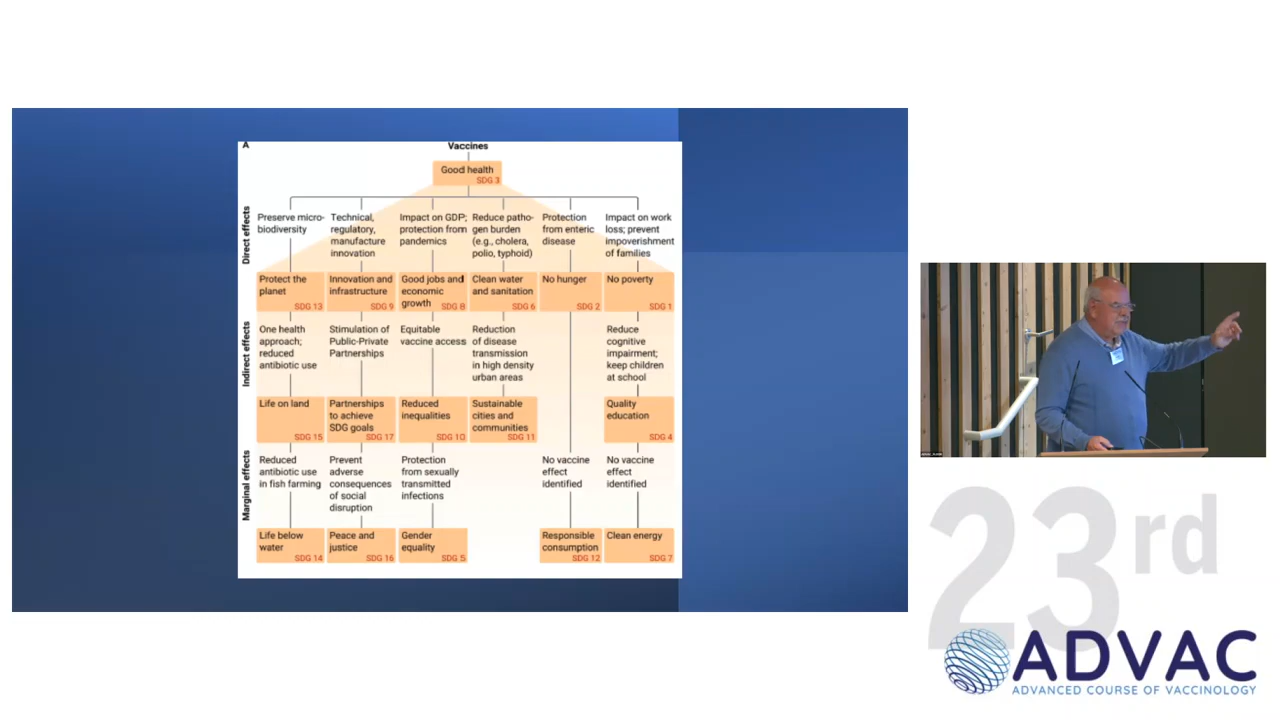 A
Vaccines
Good health
SDG 3
Direct effects
Preserve micro-
biodiversity
Technical,
regulatory,
manufacture
innovation
Impact on GDP;
protection from
pandemics
Reduce patho-
gen burden
(e.g., cholera,
polio, typhoid)
Protection
from enteric
disease
Impact on work
loss; prevent
impoverishment
of families
Protect the
planet
SDG 13
Innovation and
infrastructure
SDG 9
Good jobs and
economic
growth
SDG 8
Clean water
and sanitation
SDG 6
No hunger
SDG 2
No poverty
SDG 1
Indirect effects
One health
approach;
reduced
antibiotic use
Stimulation of
Public-Private
Partnerships
Equitable
vaccine access
Reduction
of disease
transmission
in high density
urban areas
Reduce
cognitive
impairment;
keep children
at school
Life on land
SDG 15
Partnerships
to achieve
SDG goals
SDG 17
Reduced
inequalities
SDG 10
Sustainable
cities and
communities
SDG 11
Quality
education
SDG 4
Marginal effects
Reduced
antibiotic use
in fish farming
Prevent
adverse
consequences
of social
disruption
Protection
from sexually
transmitted
infections
No vaccine
effect
identified
No vaccine
effect
identified
Life below
water
SDG 14
Peace and
justice
SDG 16
Gender
equality
SDG 5
Responsible
consumption
SDG 12
Clean energy
SDG 7
23rd
ADVAC
ADVANCED COURSE OF VACCINOLOGY